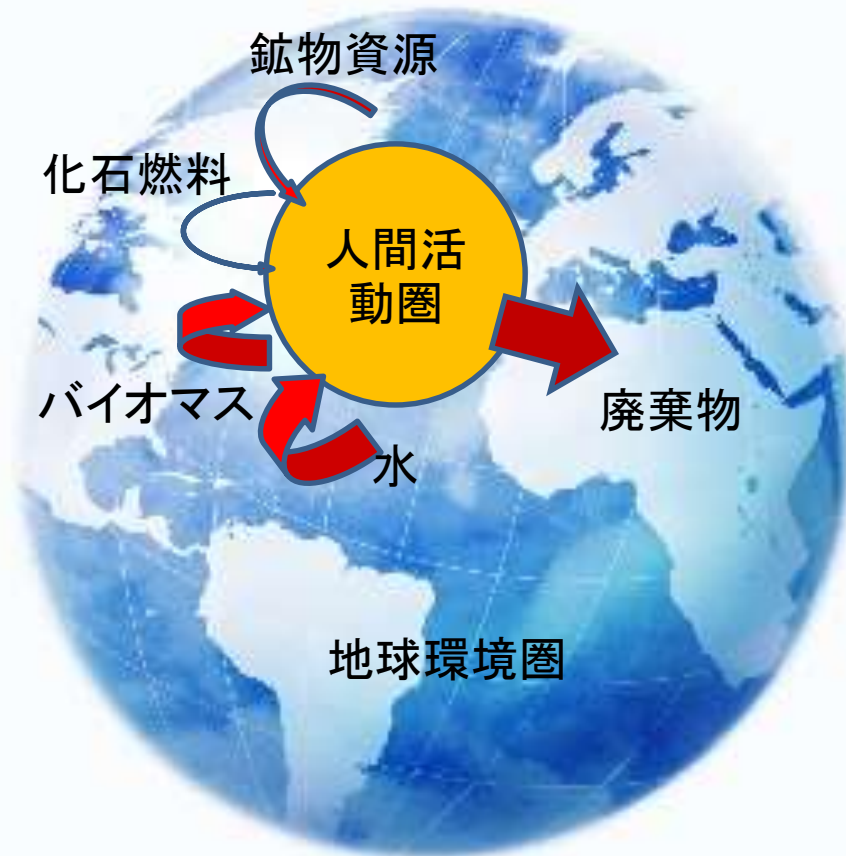 鉱物資源
化石燃料
人間活
動圏
バイオマス
廃棄物
水
地球環境圏